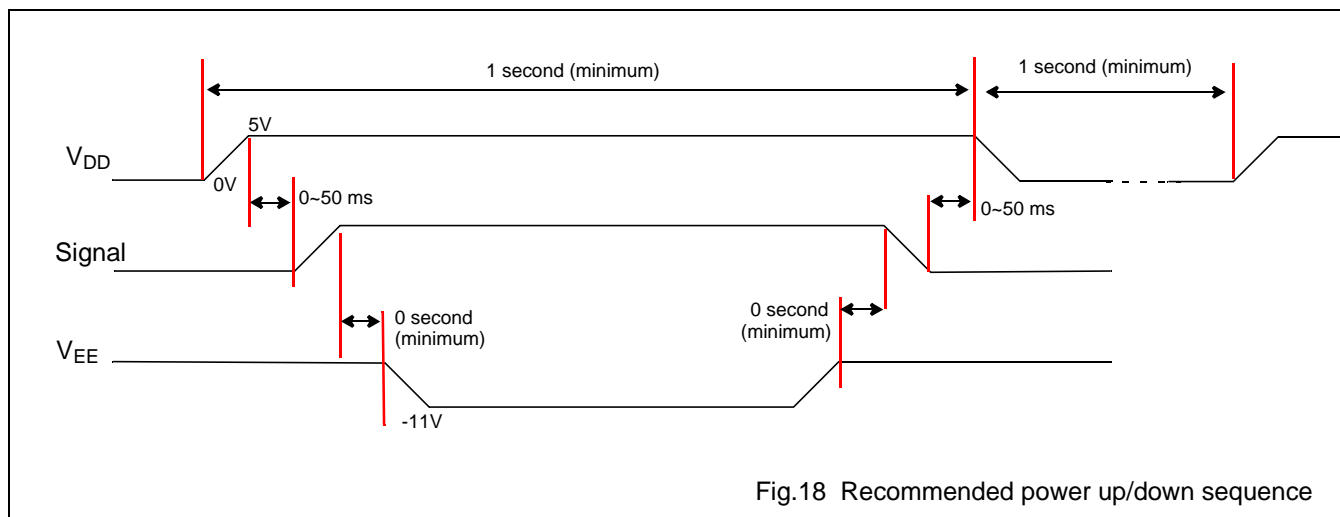 1 second (minimum)
1 second (minimum)
5V
VDD
0V
0~50 ms
0~50 ms
Signal
0 second
(minimum)
0 second
(minimum)
VEE
-11V
Fig.18 Recommended power up/down sequence